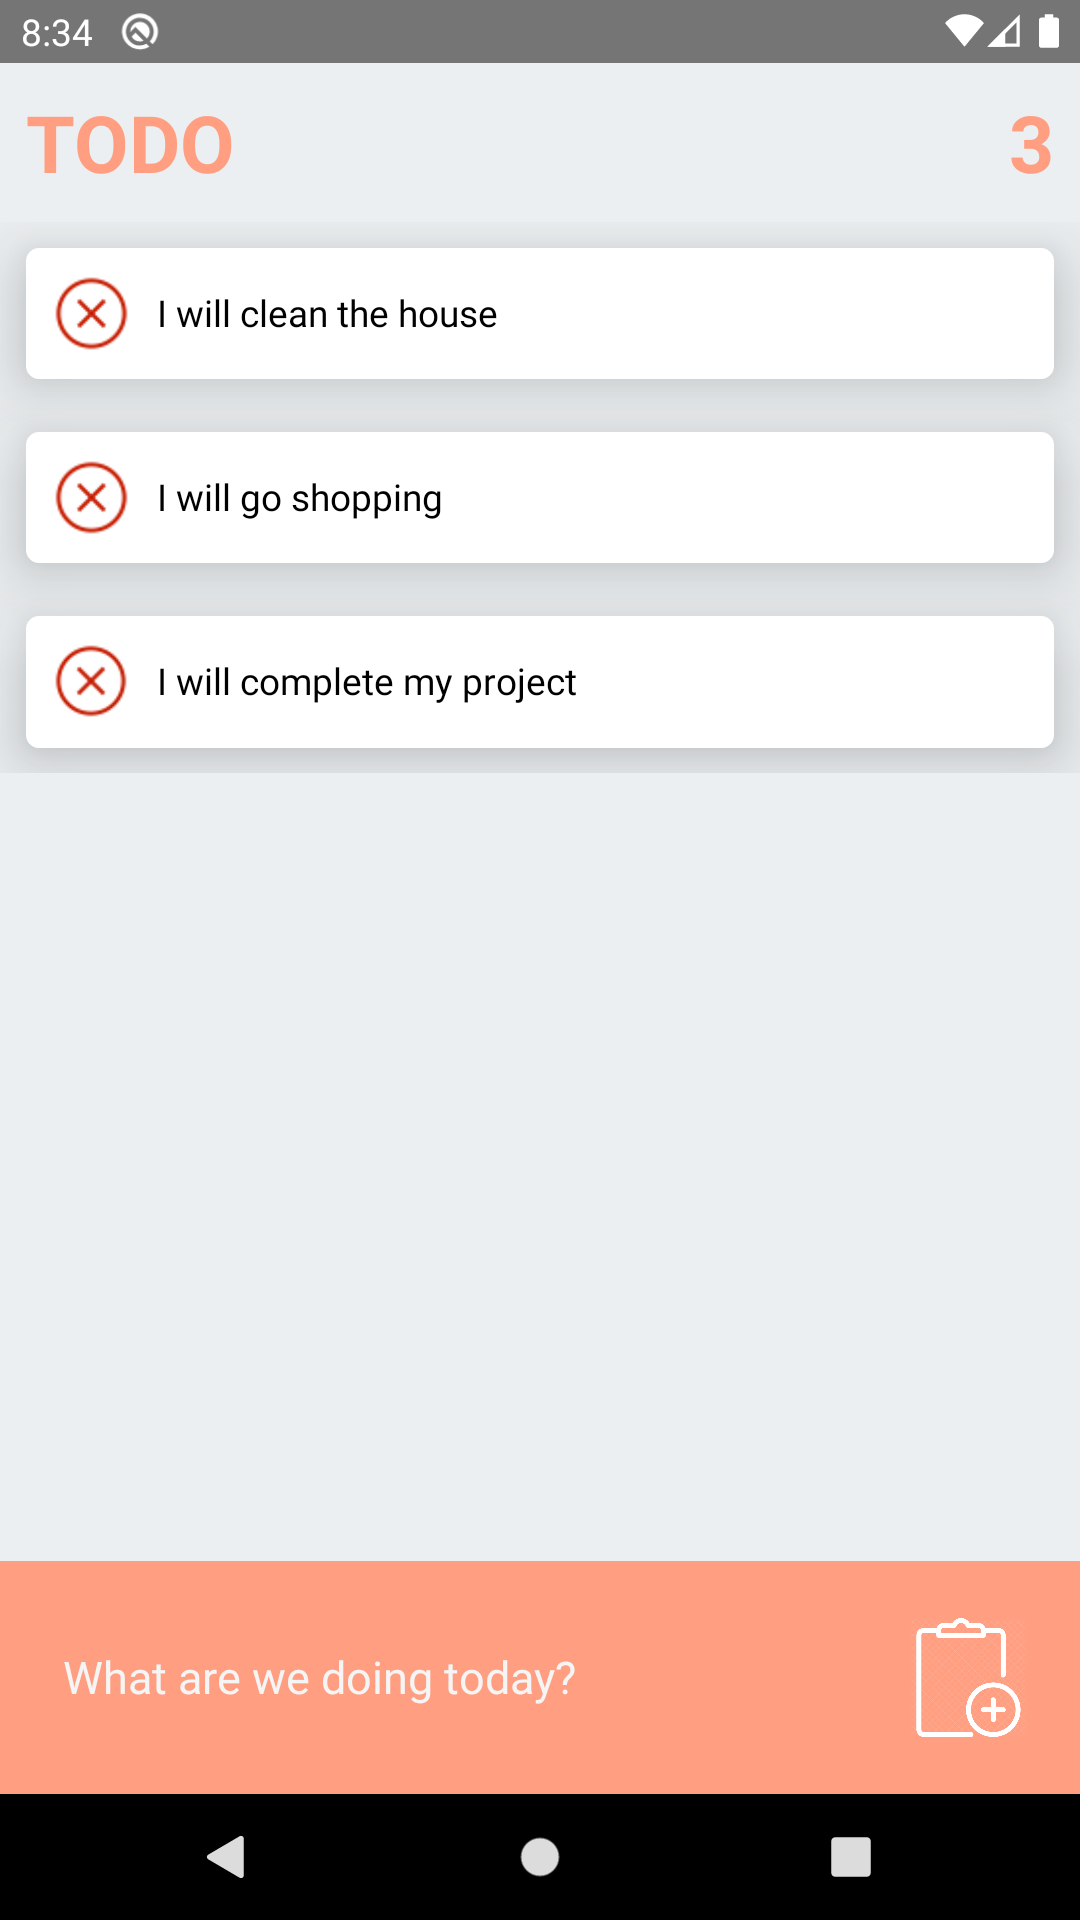 8:34
TODO 3
I will clean the house
I will go shopping
I will complete my project
What are we doing today?